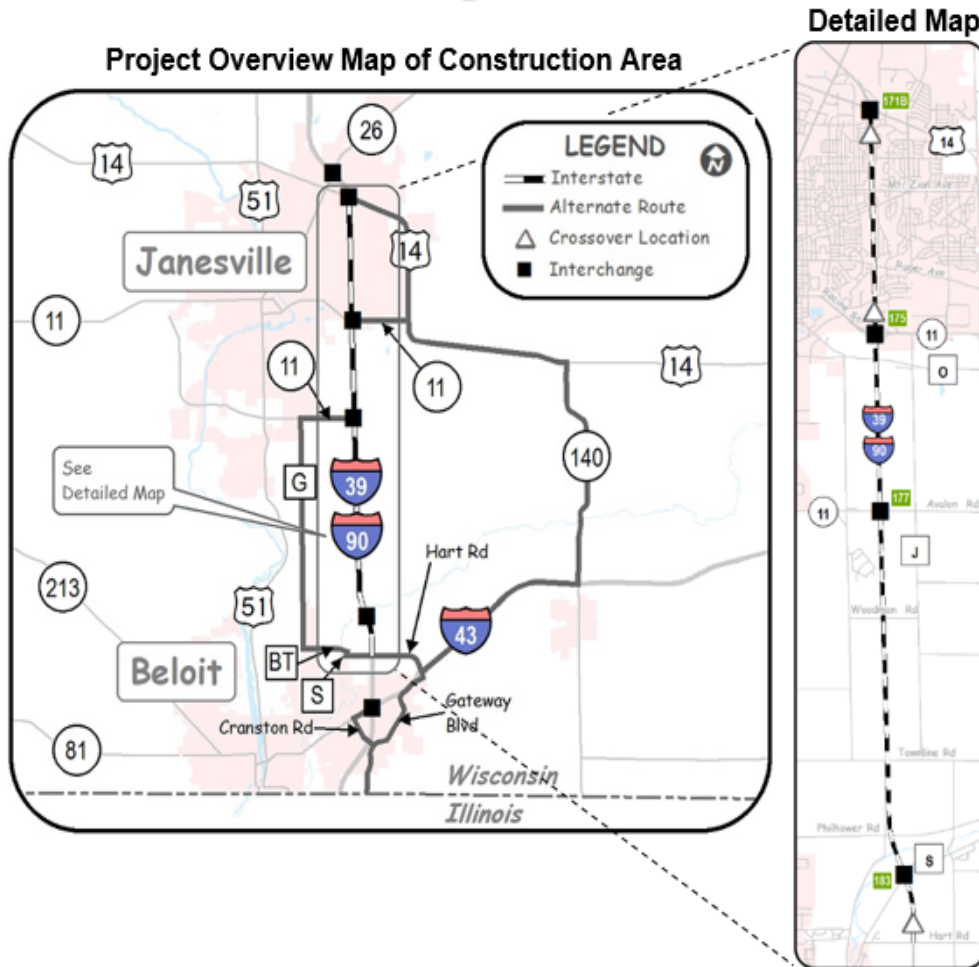 Project Overview Map of Construction Area
26
14
51
LEGEND
N
Interstate
Alternate Route
Crossover Location
Interchange
14
Janesville
11
11
11
14
See
Detailed Map
G
39
90
140
Hart Rd
213
51
43
Beloit
BT
S
Gateway
Blvd
Cranston Rd
81
Wisconsin
Illinois
Detailed Map
171B
14
Mt Zion Ave
Ruger Ave
Racine St
175
11
O
39
90
177
11
Avalon Rd
J
Woodman Rd
Townline Rd
Philhower Rd
S
183
Hart Rd